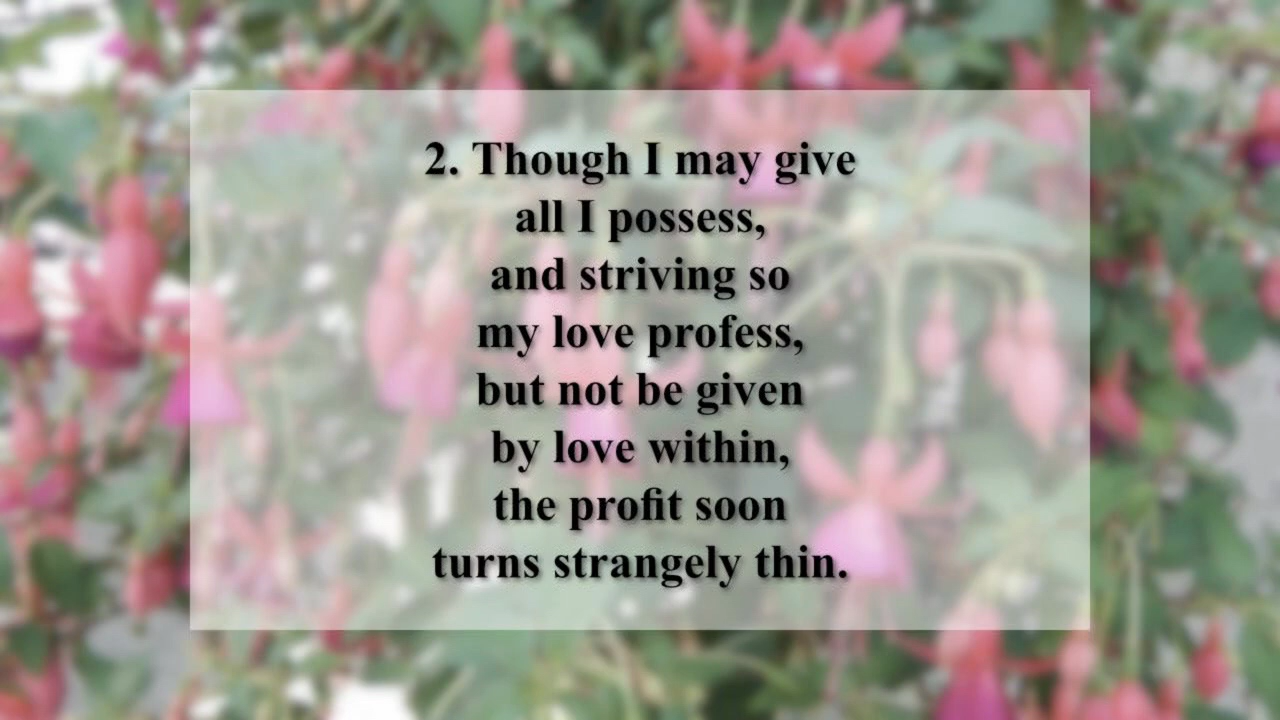 2. Though I may give
all I possess,
and striving so
my love profess,
but not be given
by love within,
the profit soon
turns strangely thin.